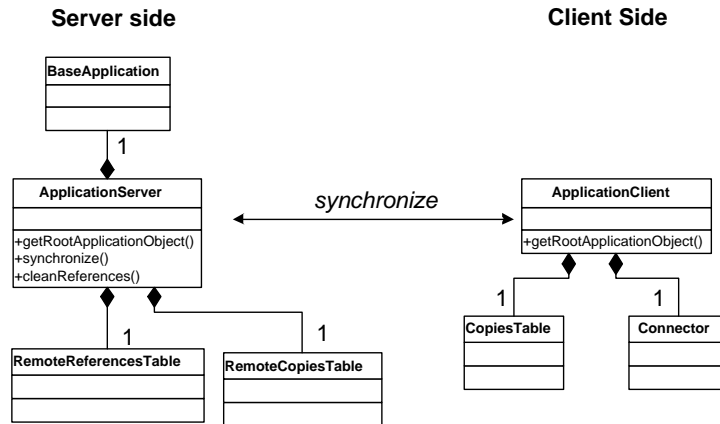 Server side
Client Side
BaseApplication
1
ApplicationServer
+getRootApplicationObject()
+synchronize()
+cleanReferences()
synchronize
ApplicationClient
+getRootApplicationObject()
1
1
1
1
RemoteReferencesTable
RemoteCopiesTable
CopiesTable
Connector